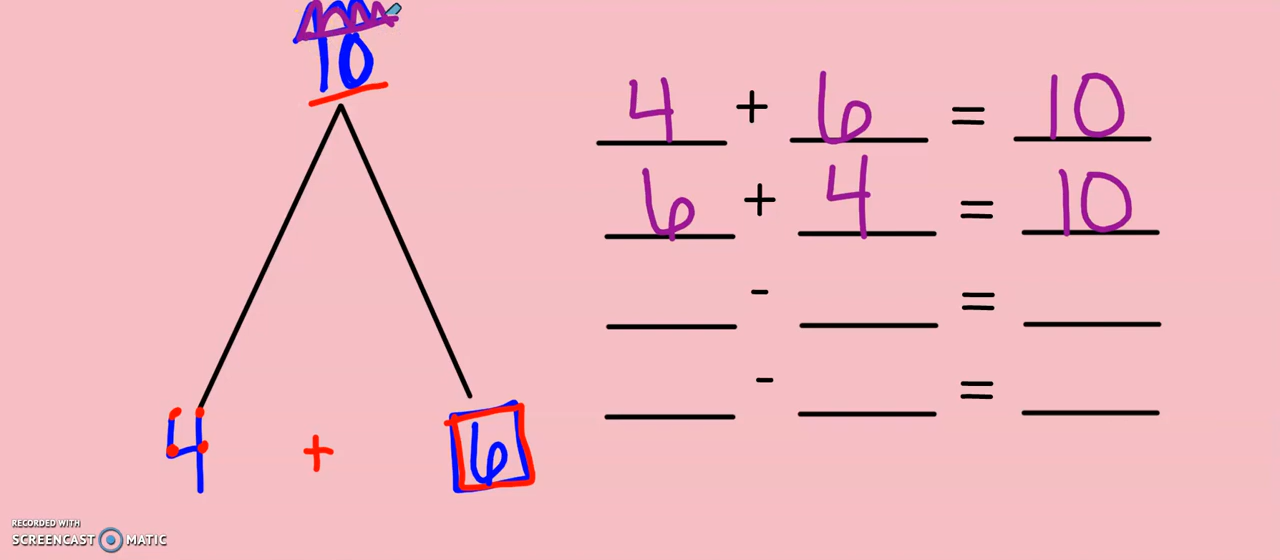 10
4 + 6 = 10
6 + 4 = 10
- =
- =
4 + 6
RECORDED WITH
SCREENCAST MATIC